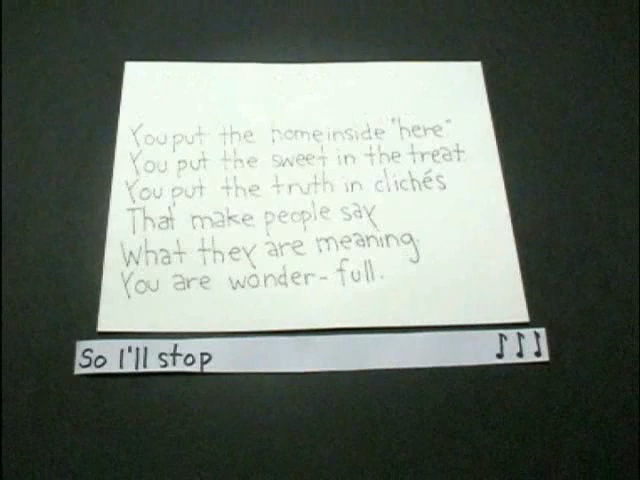 You put the home inside "here"
You put the sweet in the treat
You put the truth in clichés
That make people say
What they are meaning.
You are wonder-full.
So I'll stop ♪♪♪